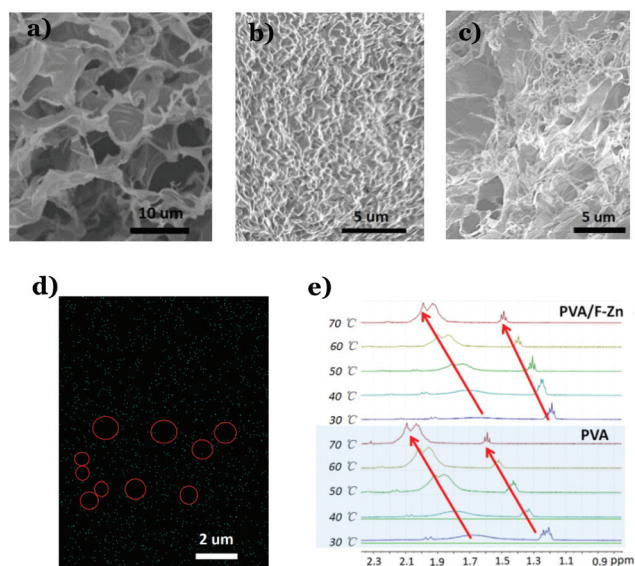 a)
b)
c)
10 um
5 um
5 um
d)
e)
2 um
PVA/F-Zn
70 ℃
60 ℃
50 ℃
40 ℃
30 ℃
PVA
70 ℃
60 ℃
50 ℃
40 ℃
30 ℃
2.3 2.1 1.9 1.7 1.5 1.3 1.1 0.9 ppm